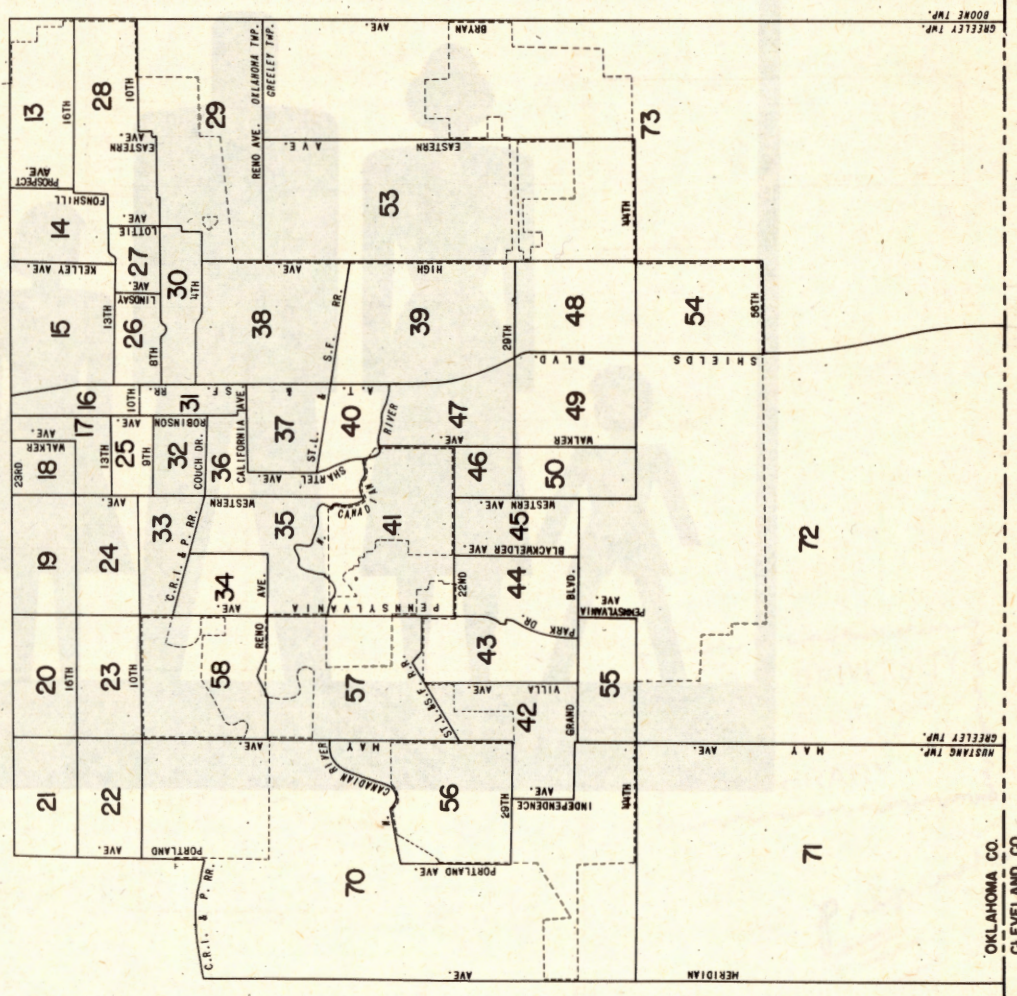 13
16TH
28
10TH
29
OKLAHOMA TWP.
GREELEY TWP.
RENO AVE.
AVE.
BRYAN
BOONE TWP.
GREELEY TWP.
PROSPECT AVE.
EASTERN AVE.
EASTERN AVE.
73
14
FONSHILL
LOTTIE AVE.
53
44TH
KELLEY AVE.
27
30
4TH
HIGH AVE.
15
13TH
LINDSAY AVE.
26
8TH
38
S.F. RR.
39
29TH
48
54
56TH
SHIELDS BLVD.
16
10TH
31
A.T. & S F RR
17
AVE
ROBINSON
CALIFORNIA AVE
37
ST.L. &
40
RIVER
47
AVE.
49
WALKER
23RD
18
WALKER
13TH
25
9TH
32
COUCH DR.
36
SHARTEL AVE.
46
50
AVE.
WESTERN
WESTERN AVE
19
24
33
C.R.I. & P. RR.
35
N. CANADIAN
41
45
BLACKWELDER AVE.
72
34
AVE.
AVE.
PENNSYLVANIA
22ND
44
BLVD.
PENNSYLVANIA AVE
PARK DR.
20
16TH
23
10TH
58
RENO
57
ST.L.&S.F. R.R.
43
VILLA AVE.
42
GRAND
55
AVE.
MAY
MAY AVE.
GREELEY TWP.
MUSTANG TWP.
21
22
N. CANADIAN RIVER
56
29TH
INDEPENDENCE AVE
44TH
AVE.
PORTLAND
PORTLAND AVE.
C.R.I. & P. RR.
70
71
AVE.
MERIDIAN
OKLAHOMA CO.
CLEVELAND CO.